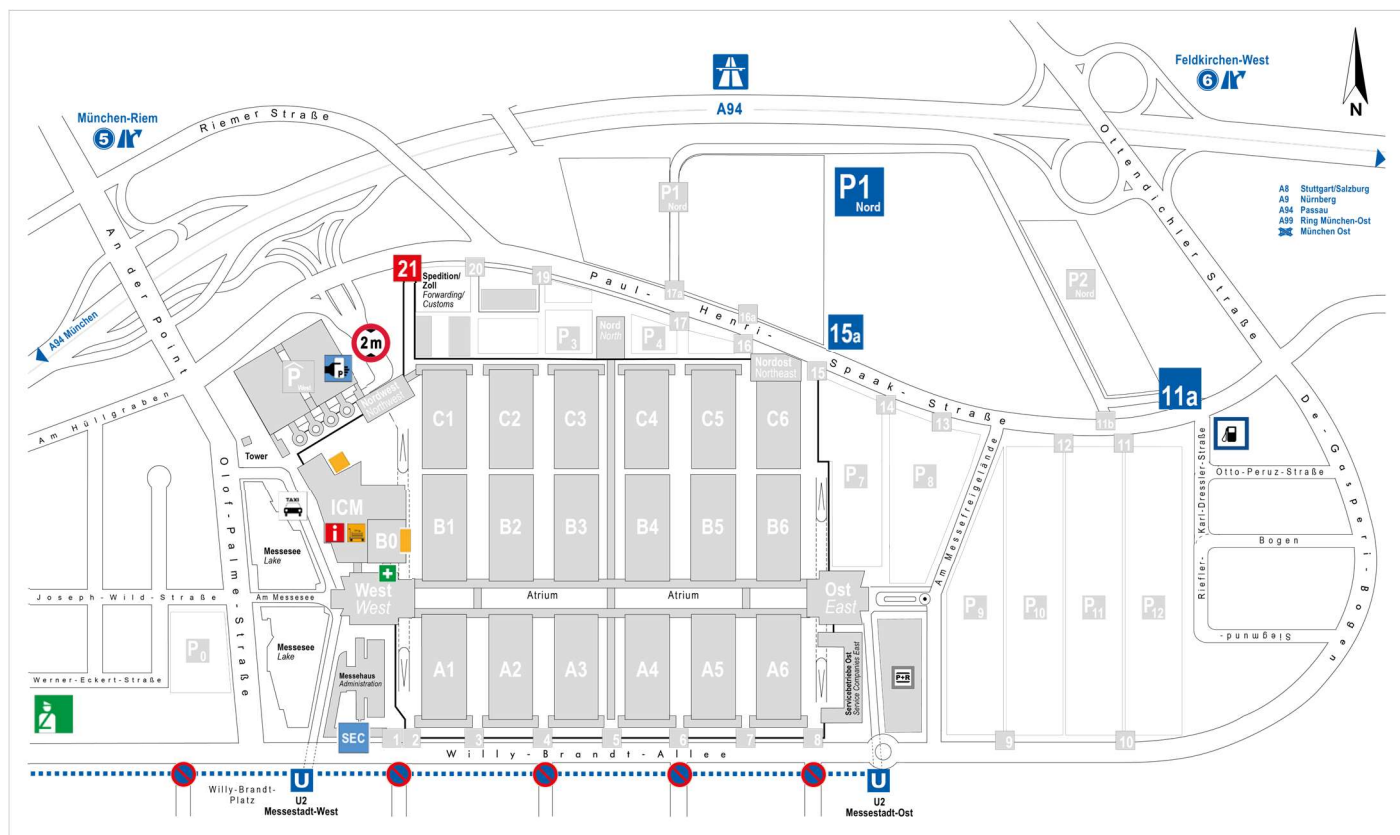 A94
Feldkirchen-West
6
N
München-Riem
5
Riemer Straße
Ottendichler Straße
P1
Nord
P1
Nord
A8 Stuttgart/Salzburg
A9 Nürnberg
A94 Passau
A99 Ring München-Ost
München Ost
An der Point
21
Spedition/
Zoll
Forwarding/
Customs
20
19
Paul-Henri-Spaak-Straße
17a
16a
P2
Nord
A94 München
2m
P
West
P
P3
Nord
North
P4
17
16
15a
Nordwest
Northwest
Nordost
Northeast
15
14
13
11a
11b
12
11
Am Hüllgraben
Tower
C1
C2
C3
C4
C5
C6
P7
P8
Am Messefreigelände
Riefler-
Karl-Dressler-Straße
Otto-Peruz-Straße
De-Gasperi-Bogen
Olof-Palme-Straße
TAXI
ICM
i
B0
B1
B2
B3
B4
B5
B6
Bogen
Messesee
Lake
Joseph-Wild-Straße
Am Messesee
West
West
Atrium
Atrium
Ost
East
P9
P10
P11
P12
Siegmund-
P0
Messesee
Lake
Messehaus
Administration
A1
A2
A3
A4
A5
A6
Servicebetriebe Ost
Service Companies East
P+R
Werner-Eckert-Straße
SEC
1
2
3
4
5
6
7
8
9
10
Willy-Brandt-Allee
Willy-Brandt-
Platz
U
U2
Messestadt-West
U
U2
Messestadt-Ost